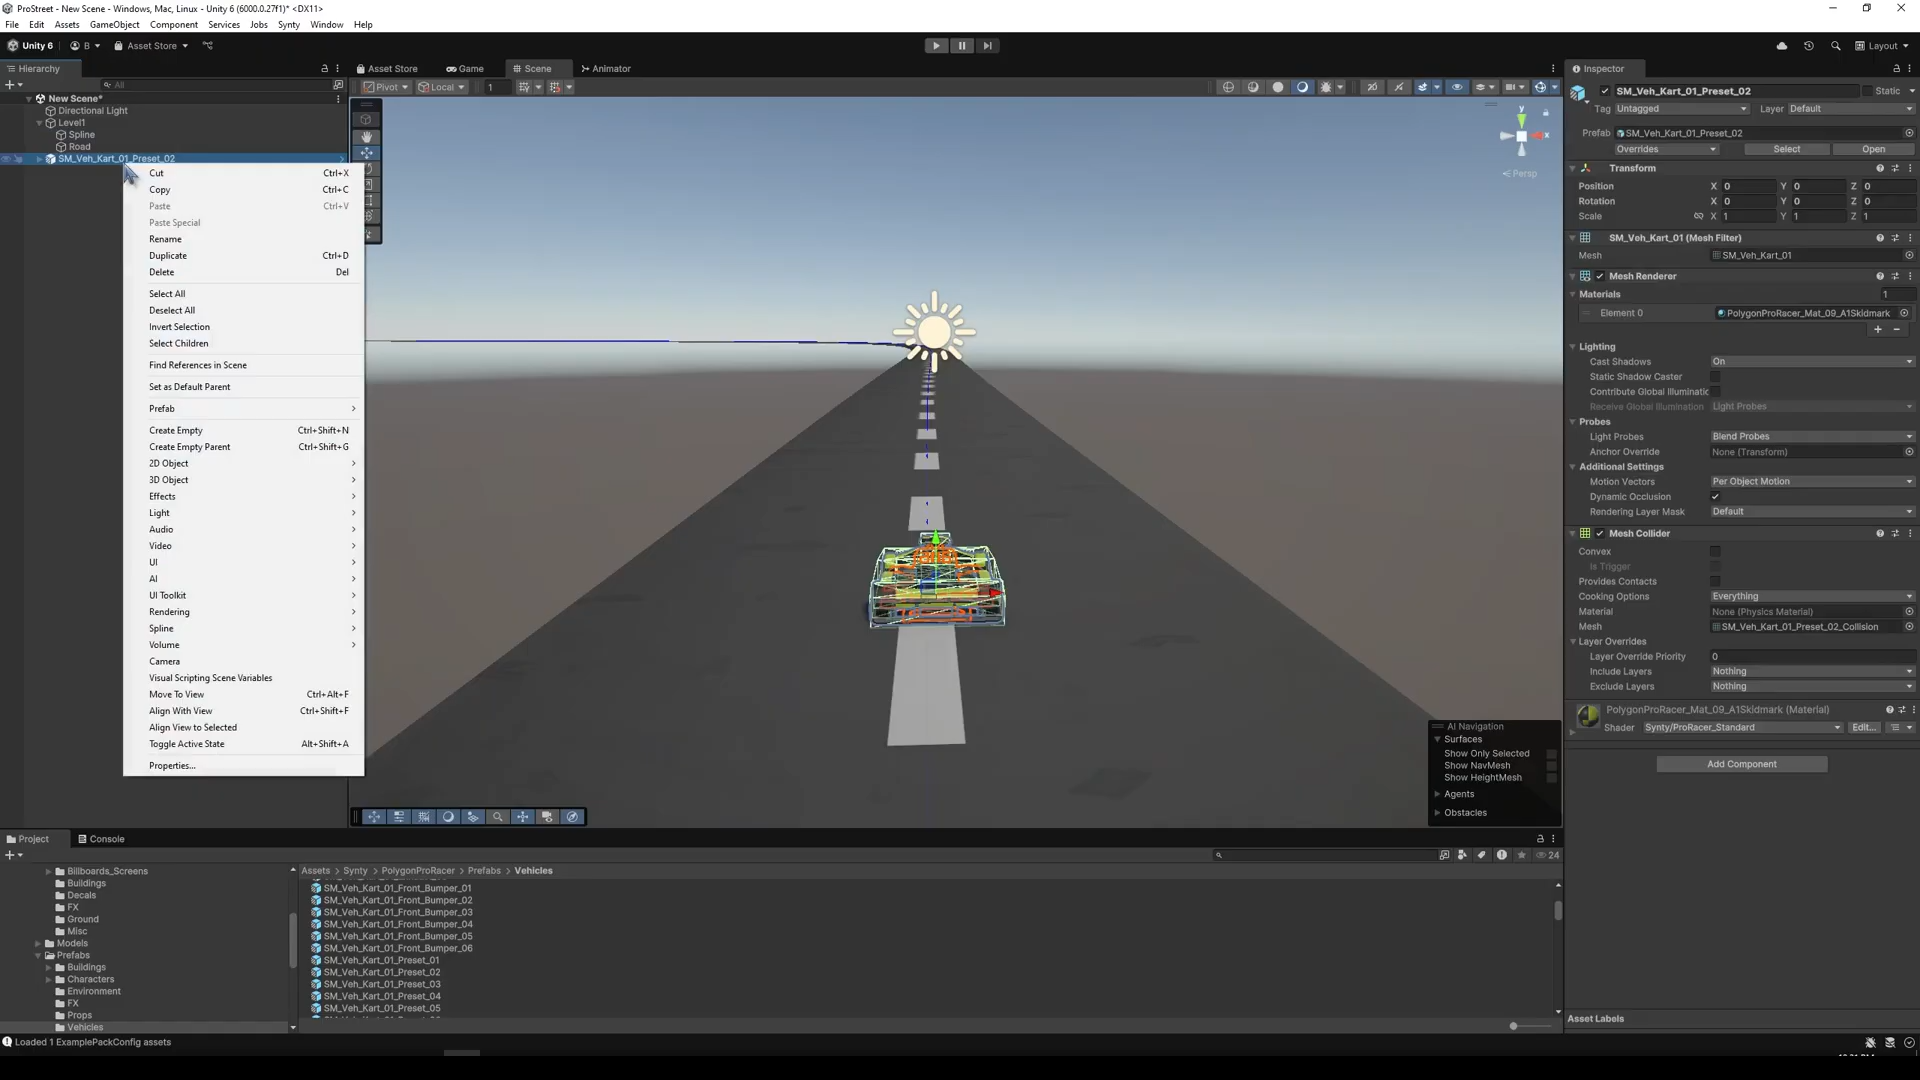 ProStreet - New Scene - Windows, Mac, Linux - Unity 6 (6000.0.27f1)* <DX11>
File Edit Assets GameObject Component Services Jobs Synty Window Help
Unity 6 B Asset Store Layout
Hierarchy
All
New Scene*
Directional Light
Level1
Spline
Road
SM_Veh_Kart_01_Preset_02
Cut Ctrl+X
Copy Ctrl+C
Paste Ctrl+V
Paste Special
Rename
Duplicate Ctrl+D
Delete Del
Select All
Deselect All
Invert Selection
Select Children
Find References in Scene
Set as Default Parent
Prefab
Create Empty Ctrl+Shift+N
Create Empty Parent Ctrl+Shift+G
2D Object
3D Object
Effects
Light
Audio
Video
UI
AI
UI Toolkit
Rendering
Spline
Volume
Camera
Visual Scripting Scene Variables
Move To View Ctrl+Alt+F
Align With View Ctrl+Shift+F
Align View to Selected
Toggle Active State Alt+Shift+A
Properties...
Asset Store Game Scene Animator
Pivot Local 1
y
x
Persp
AI Navigation
Surfaces
Show Only Selected
Show NavMesh
Show HeightMesh
Agents
Obstacles
Inspector
SM_Veh_Kart_01_Preset_02 Static
Tag Untagged Layer Default
Prefab SM_Veh_Kart_01_Preset_02
Overrides Select Open
Transform
Position X 0 Y 0 Z 0
Rotation X 0 Y 0 Z 0
Scale X 1 Y 1 Z 1
SM_Veh_Kart_01 (Mesh Filter)
Mesh SM_Veh_Kart_01
Mesh Renderer
Materials 1
Element 0 PolygonProRacer_Mat_09_A1Skidmark
Lighting
Cast Shadows On
Static Shadow Caster
Contribute Global Illuminatic
Receive Global Illumination Light Probes
Probes
Light Probes Blend Probes
Anchor Override None (Transform)
Additional Settings
Motion Vectors Per Object Motion
Dynamic Occlusion
Rendering Layer Mask Default
Mesh Collider
Convex
Is Trigger
Provides Contacts
Cooking Options Everything
Material None (Physics Material)
Mesh SM_Veh_Kart_01_Preset_02_Collision
Layer Overrides
Layer Override Priority 0
Include Layers Nothing
Exclude Layers Nothing
PolygonProRacer_Mat_09_A1Skidmark (Material)
Shader Synty/ProRacer_Standard Edit...
Add Component
Asset Labels
Project Console
24
Billboards_Screens
Buildings
Decals
FX
Ground
Misc
Models
Prefabs
Buildings
Characters
Environment
FX
Props
Vehicles
Assets Synty PolygonProRacer Prefabs Vehicles
SM_Veh_Kart_01_Front_Bumper_01
SM_Veh_Kart_01_Front_Bumper_02
SM_Veh_Kart_01_Front_Bumper_03
SM_Veh_Kart_01_Front_Bumper_04
SM_Veh_Kart_01_Front_Bumper_05
SM_Veh_Kart_01_Front_Bumper_06
SM_Veh_Kart_01_Preset_01
SM_Veh_Kart_01_Preset_02
SM_Veh_Kart_01_Preset_03
SM_Veh_Kart_01_Preset_04
SM_Veh_Kart_01_Preset_05
Loaded 1 ExamplePackConfig assets